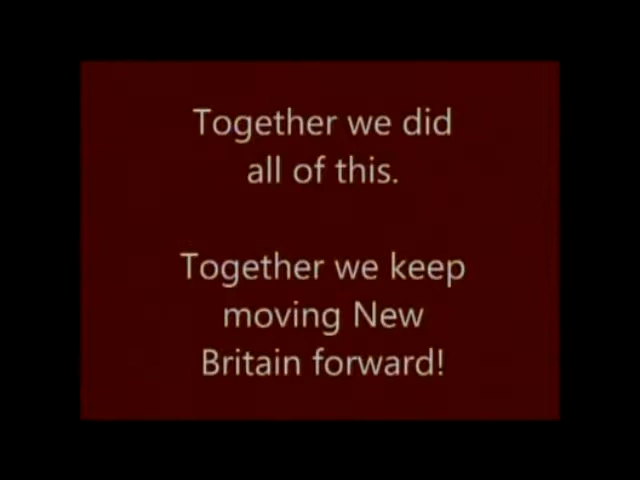 Together we did
all of this.
Together we keep
moving New
Britain forward!